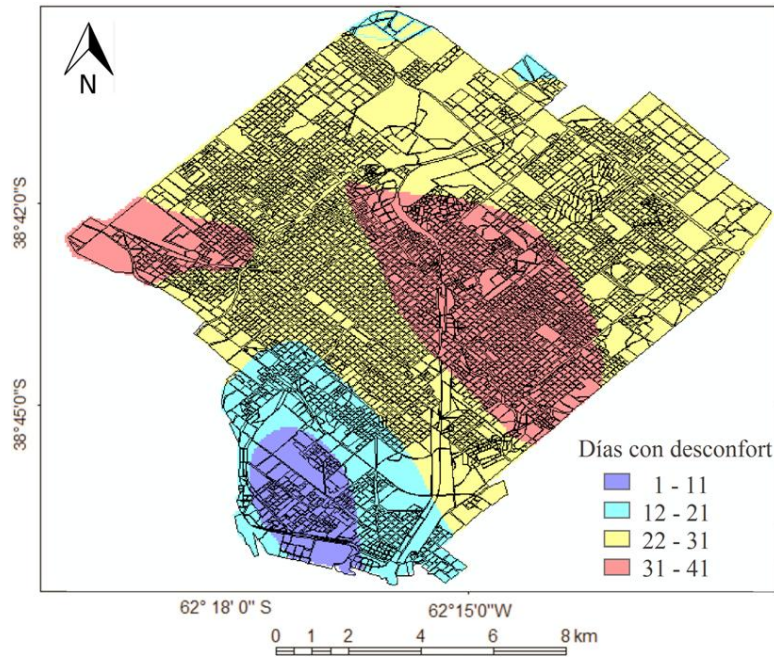 N
38°42'0"S
38°45'0"S
Días con desconfort
1 - 11
12 - 21
22 - 31
31 - 41
62° 18' 0" S
62°15'0"W
0 1 2 4 6 8 km